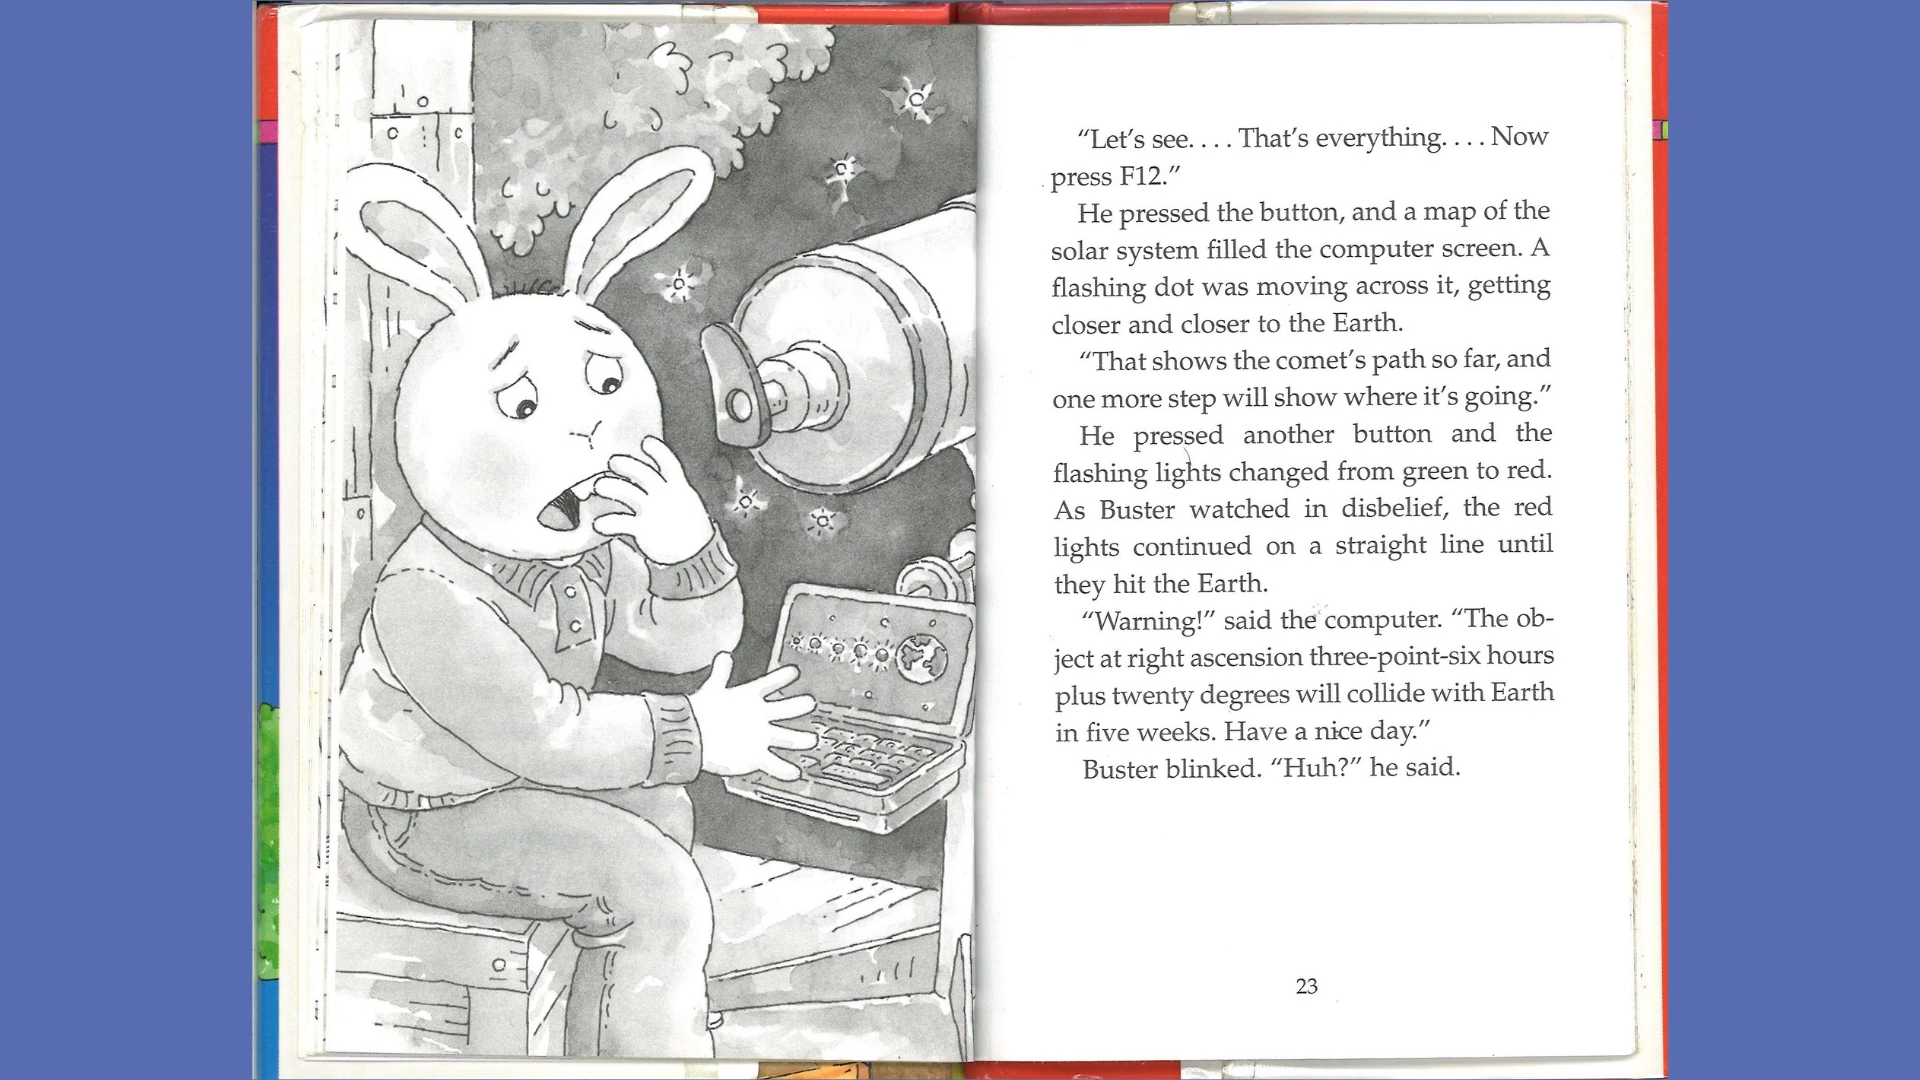 “Let’s see. . . . That’s everything. . . . Now
press F12.”
He pressed the button, and a map of the
solar system filled the computer screen. A
flashing dot was moving across it, getting
closer and closer to the Earth.
“That shows the comet’s path so far, and
one more step will show where it’s going.”
He pressed another button and the
flashing lights changed from green to red.
As Buster watched in disbelief, the red
lights continued on a straight line until
they hit the Earth.
“Warning!” said the computer. “The ob-
ject at right ascension three-point-six hours
plus twenty degrees will collide with Earth
in five weeks. Have a nice day.”
Buster blinked. “Huh?” he said.
23